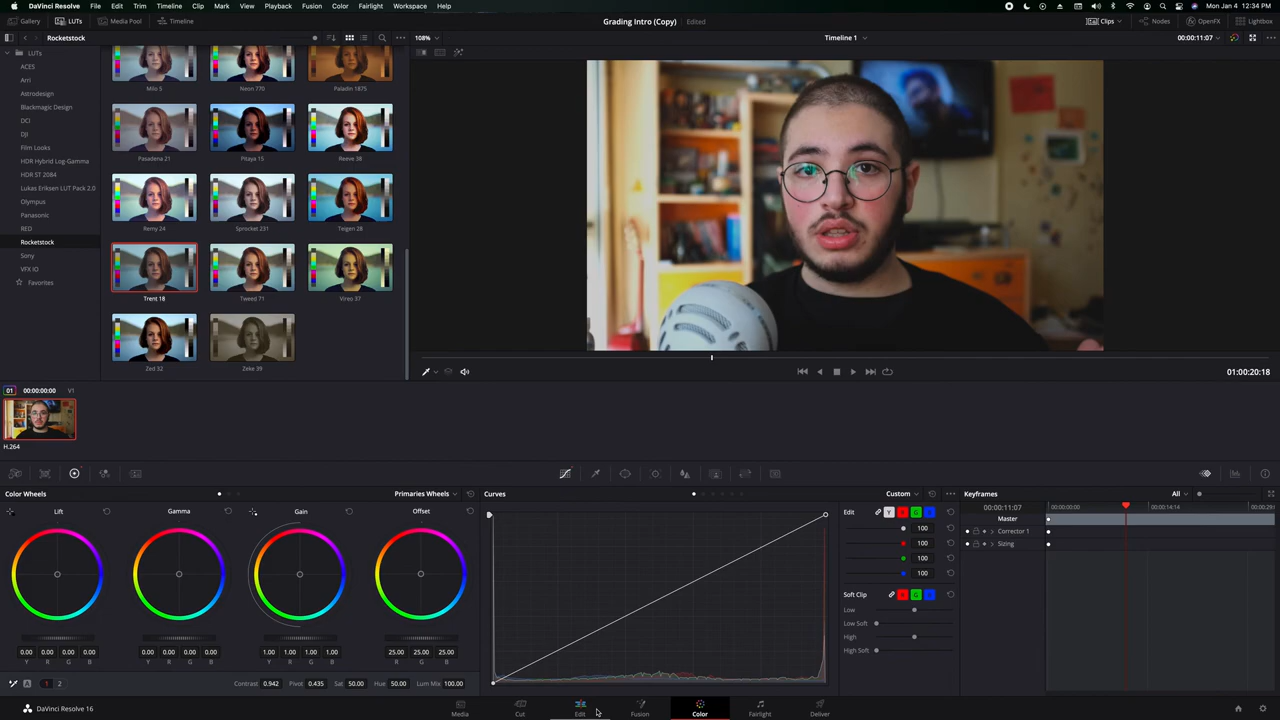 DaVinci Resolve File Edit Trim Timeline Clip Mark View Playback Fusion Color Fairlight Workspace Help Mon Jan 4 12:34 PM
Gallery LUTs Media Pool Timeline Grading Intro (Copy) Edited Clips Nodes OpenFX Lightbox
Rocketstock 108% Timeline 1 00:00:11:07
LUTs
ACES
Arri
Astrodesign
Blackmagic Design
DCI
DJI
Film Looks
HDR Hybrid Log-Gamma
HDR ST 2084
Lukas Eriksen LUT Pack 2.0
Olympus
Panasonic
RED
Rocketstock
Sony
VFX IO
Favorites
Milo 5 Neon 770 Paladin 1875
Pasadena 21 Pitaya 15 Reeve 38
Remy 24 Sprocket 231 Teigen 28
Trent 18 Tweed 71 Vireo 37
Zed 32 Zeke 39
01:00:20:18
01 00:00:00:00 V1
H.264
Color Wheels Primaries Wheels Curves Custom Keyframes All
Lift Gamma Gain Offset
0.00 0.00 0.00 0.00 0.00 0.00 0.00 0.00 1.00 1.00 1.00 1.00 25.00 25.00 25.00
Y R G B Y R G B Y R G B R G B
A 1 2 Contrast 0.942 Pivot 0.435 Sat 50.00 Hue 50.00 Lum Mix 100.00
Edit Y R G B
100
100
100
100
Soft Clip R G B
Low
Low Soft
High
High Soft
00:00:11:07 00:00:00:00 00:00:14:14
Master
Corrector 1
Sizing
DaVinci Resolve 16 Media Cut Edit Fusion Color Fairlight Deliver